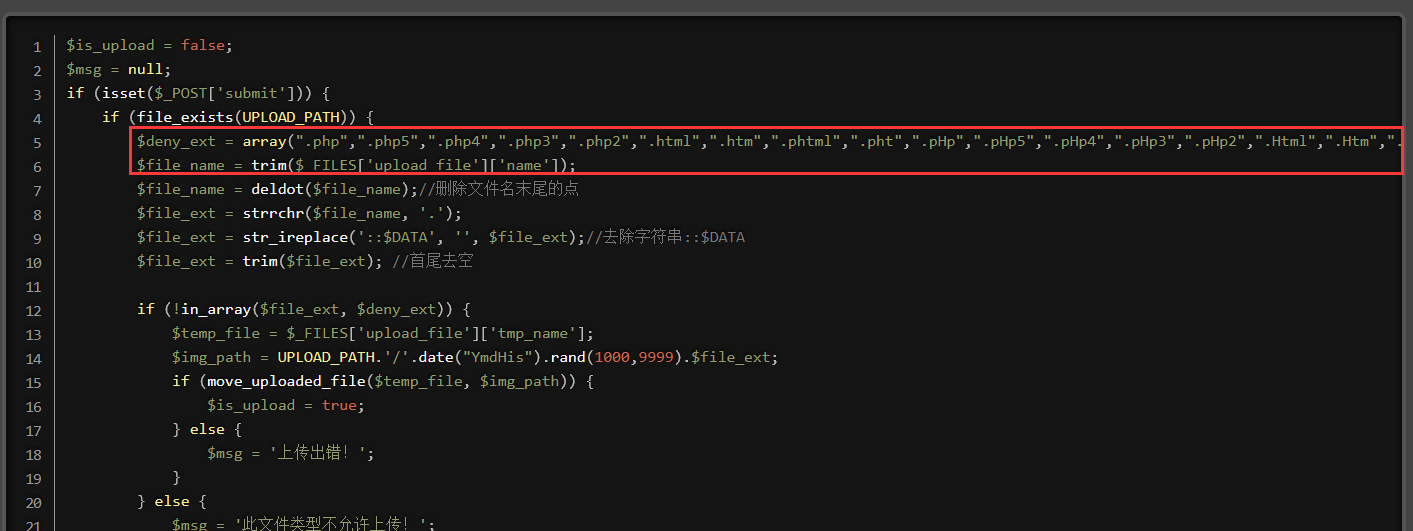 1 $is_upload = false;
2 $msg = null;
3 if (isset($_POST['submit'])) {
4 if (file_exists(UPLOAD_PATH)) {
5 $deny_ext = array(".php",".php5",".php4",".php3",".php2",".html",".htm",".phtml",".pht",".pHp",".pHp5",".pHp4",".pHp3",".pHp2",".Html",".Htm",".
6 $file_name = trim($_FILES['upload_file']['name']);
7 $file_name = deldot($file_name);//删除文件名末尾的点
8 $file_ext = strrchr($file_name, '.');
9 $file_ext = str_ireplace('::$DATA', '', $file_ext);//去除字符串::$DATA
10 $file_ext = trim($file_ext); //首尾去空
11
12 if (!in_array($file_ext, $deny_ext)) {
13 $temp_file = $_FILES['upload_file']['tmp_name'];
14 $img_path = UPLOAD_PATH.'/'.date("YmdHis").rand(1000,9999).$file_ext;
15 if (move_uploaded_file($temp_file, $img_path)) {
16 $is_upload = true;
17 } else {
18 $msg = '上传出错！';
19 }
20 } else {
21 $msg = '此文件类型不允许上传！';